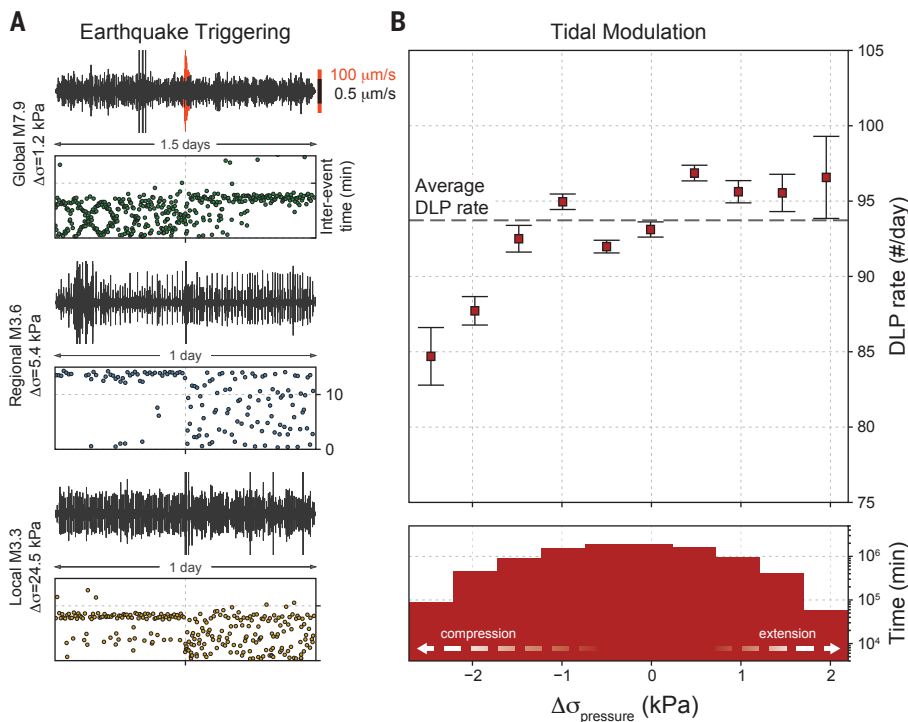 A
Earthquake Triggering
Global M7.9
Δσ=1.2 kPa
100 μm/s
0.5 μm/s
1.5 days
Inter-event
time (min)
Regional M3.6
Δσ=5.4 kPa
1 day
10
0
Local M3.3
Δσ=24.5 kPa
1 day
B
Tidal Modulation
105
100
95
90
85
80
75
DLP rate (#/day)
Average
DLP rate
10⁶
10⁵
10⁴
Time (min)
compression
extension
−2
−1
0
1
2
Δσpressure (kPa)